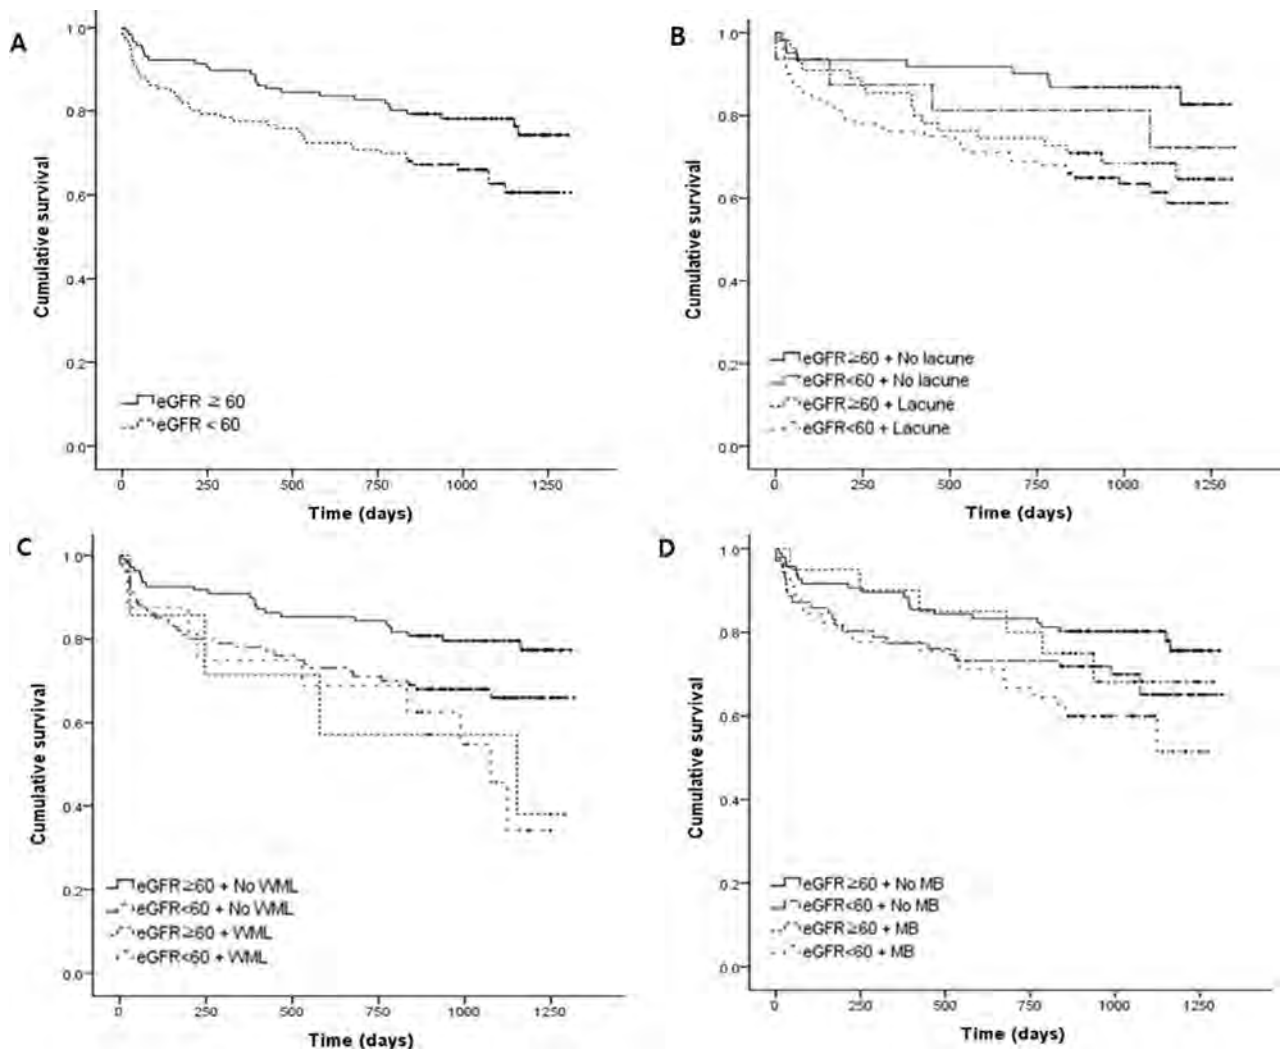 A
1.0
0.8
0.6
0.4
0.2
0.0
Cumulative survival
eGFR ≥ 60
eGFR < 60
0 250 500 750 1000 1250
Time (days)
B
1.0
0.8
0.6
0.4
0.2
0.0
Cumulative survival
eGFR≥60 + No lacune
eGFR<60 + No lacune
eGFR≥60 + Lacune
eGFR<60 + Lacune
0 250 500 750 1000 1250
Time (days)
C
1.0
0.8
0.6
0.4
0.2
0.0
Cumulative survival
eGFR≥60 + No WML
eGFR<60 + No WML
eGFR≥60 + WML
eGFR<60 + WML
0 250 500 750 1000 1250
Time (days)
D
1.0
0.8
0.6
0.4
0.2
0.0
Cumulative survival
eGFR≥60 + No MB
eGFR<60 + No MB
eGFR≥60 + MB
eGFR<60 + MB
0 250 500 750 1000 1250
Time (days)